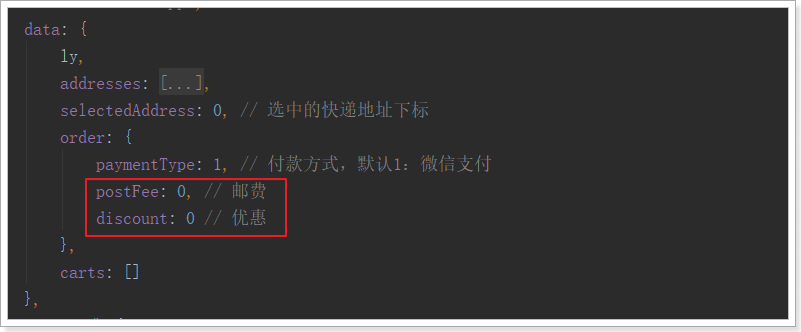 data: {
ly,
addresses: [...],
selectedAddress: 0, // 选中的快递地址下标
order: {
paymentType: 1, // 付款方式，默认1：微信支付
postFee: 0, // 邮费
discount: 0 // 优惠
},
carts: []
},